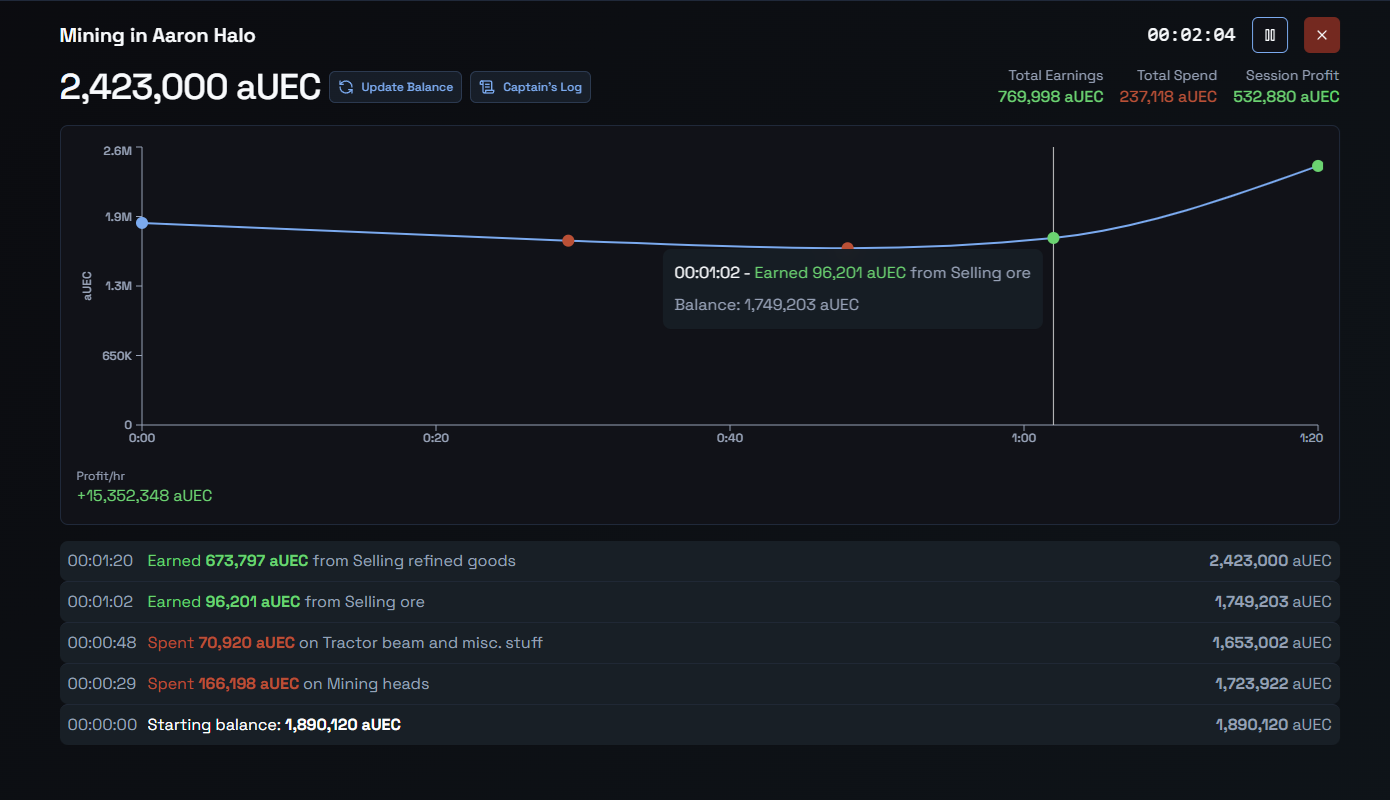 Mining in Aaron Halo
00:02:04
2,423,000 aUEC
Update Balance
Captain's Log
Total Earnings
769,998 aUEC
Total Spend
237,118 aUEC
Session Profit
532,880 aUEC
2.6M
1.9M
1.3M
650K
0
aUEC
0:00
0:20
0:40
1:00
1:20
00:01:02 - Earned 96,201 aUEC from Selling ore
Balance: 1,749,203 aUEC
Profit/hr
+15,352,348 aUEC
00:01:20 Earned 673,797 aUEC from Selling refined goods 2,423,000 aUEC
00:01:02 Earned 96,201 aUEC from Selling ore 1,749,203 aUEC
00:00:48 Spent 70,920 aUEC on Tractor beam and misc. stuff 1,653,002 aUEC
00:00:29 Spent 166,198 aUEC on Mining heads 1,723,922 aUEC
00:00:00 Starting balance: 1,890,120 aUEC 1,890,120 aUEC